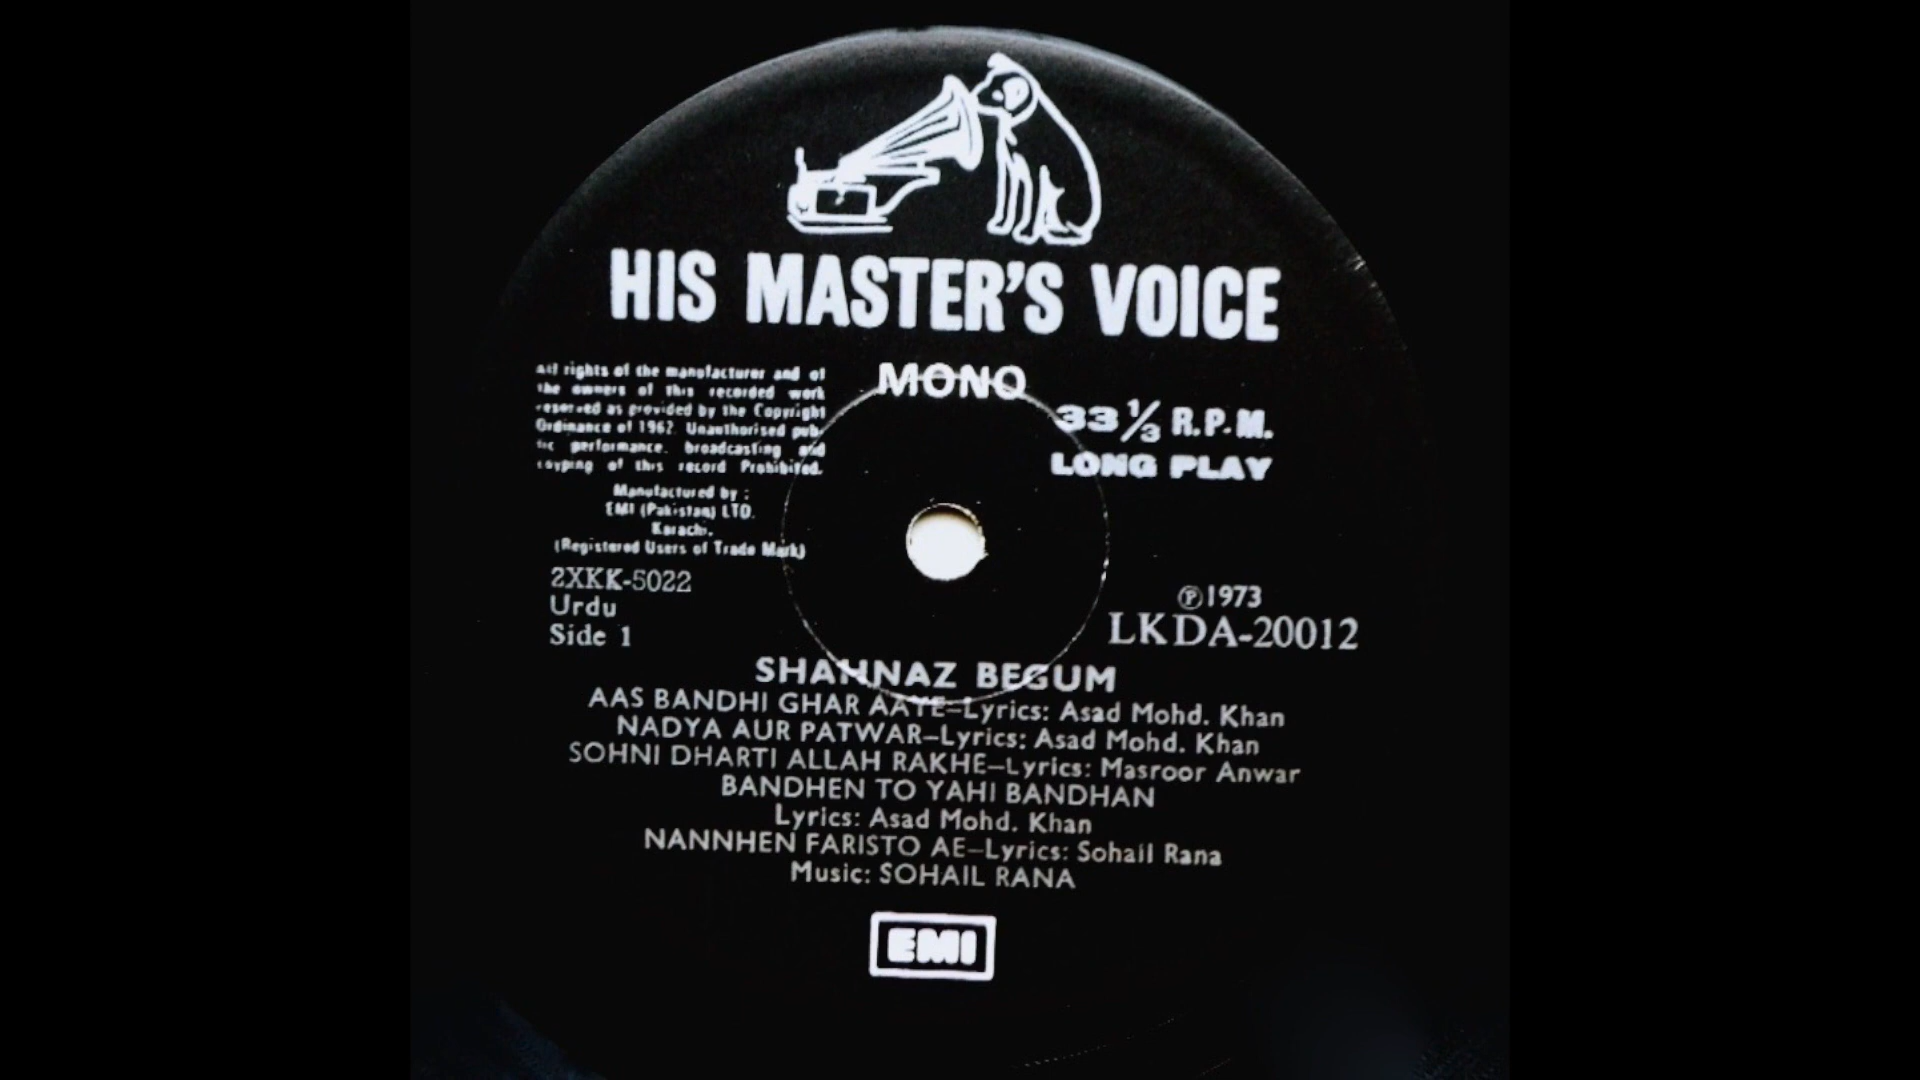 HIS MASTER'S VOICE
MONO
33⅓ R.P.M.
LONG PLAY
All rights of the manufacturer and of
the owners of this recorded work
reserved as provided by the Copyright
Ordinance of 1962. Unauthorised pub-
lic performance, broadcasting and
copying of this record Prohibited.
Manufactured by :
EMI (Pakistan) LTD.
Karachi.
(Registered Users of Trade Mark)
2XKK-5022
Urdu
Side 1
℗1973
LKDA-20012
SHAHNAZ BEGUM
AAS BANDHI GHAR AAYE–Lyrics: Asad Mohd. Khan
NADYA AUR PATWAR–Lyrics: Asad Mohd. Khan
SOHNI DHARTI ALLAH RAKHE–Lyrics: Masroor Anwar
BANDHEN TO YAHI BANDHAN
Lyrics: Asad Mohd. Khan
NANNHEN FARISTO AE–Lyrics: Sohail Rana
Music: SOHAIL RANA
EMI